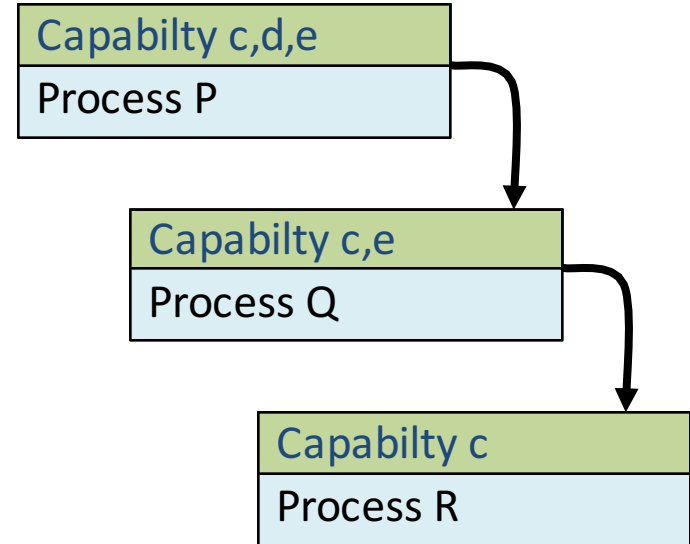 Capabilty c,d,e
Process P
Capabilty c,e
Process Q
Capabilty c
Process R